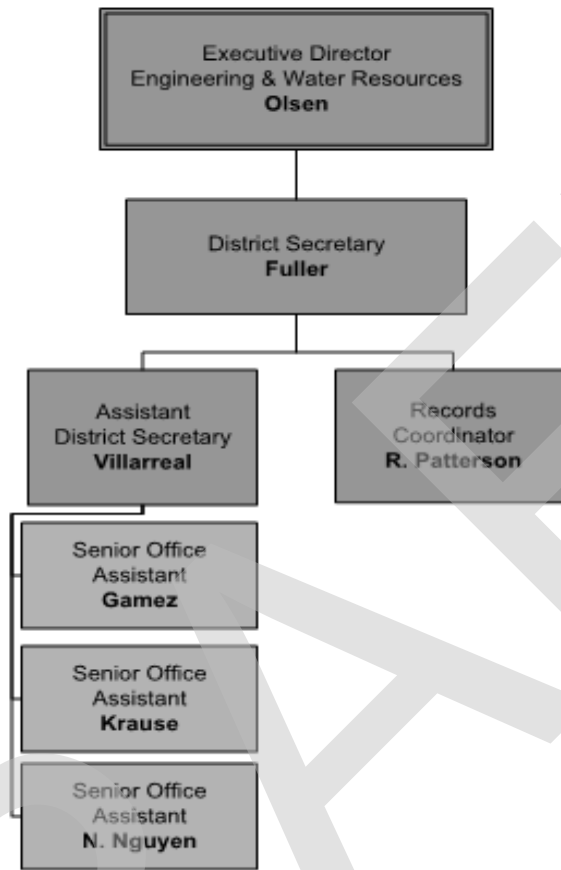 Executive Director
Engineering & Water Resources
Olsen
District Secretary
Fuller
Assistant
District Secretary
Villarreal
Records
Coordinator
R. Patterson
Senior Office
Assistant
Gamez
Senior Office
Assistant
Krause
Senior Office
Assistant
N. Nguyen